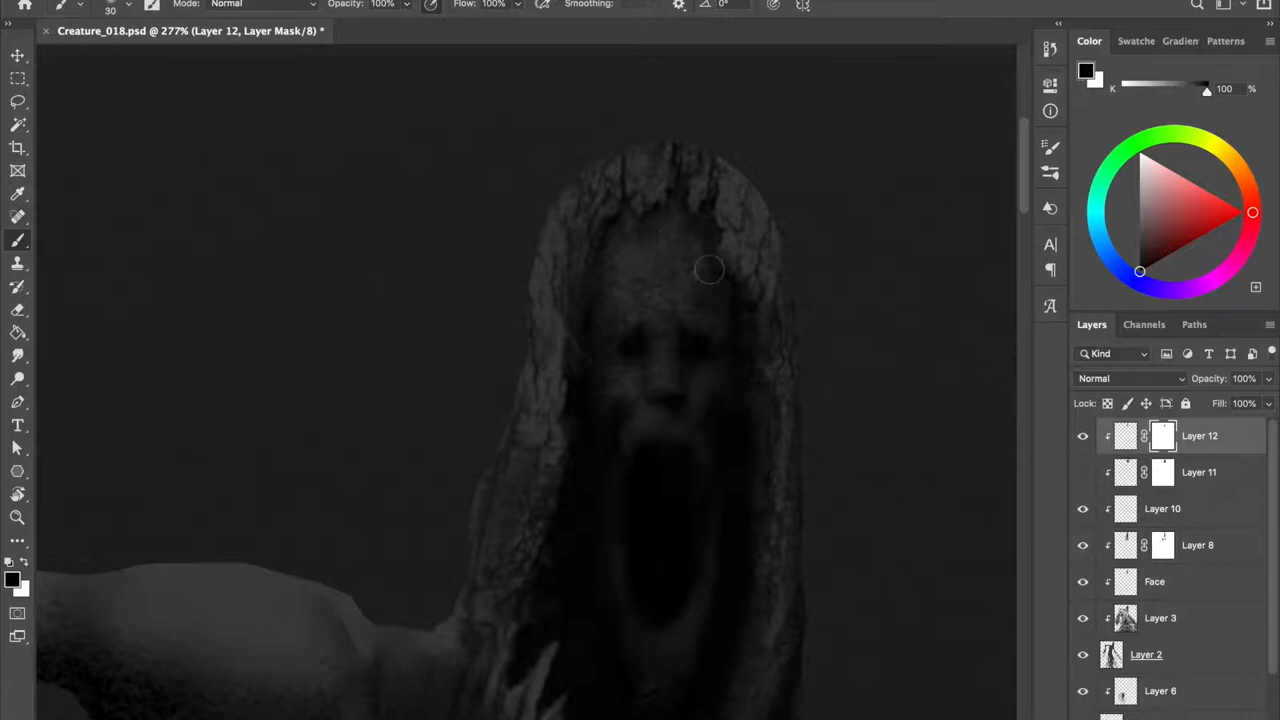 30 Mode: Normal Opacity: 100% Flow: 100% Smoothing: 0°
× Creature_018.psd @ 277% (Layer 12, Layer Mask/8) *
Color Swatche Gradien Patterns
K 100 %
Layers Channels Paths
Kind
Normal Opacity: 100%
Lock: Fill: 100%
Layer 12
Layer 11
Layer 10
Layer 8
Face
Layer 3
Layer 2
Layer 6